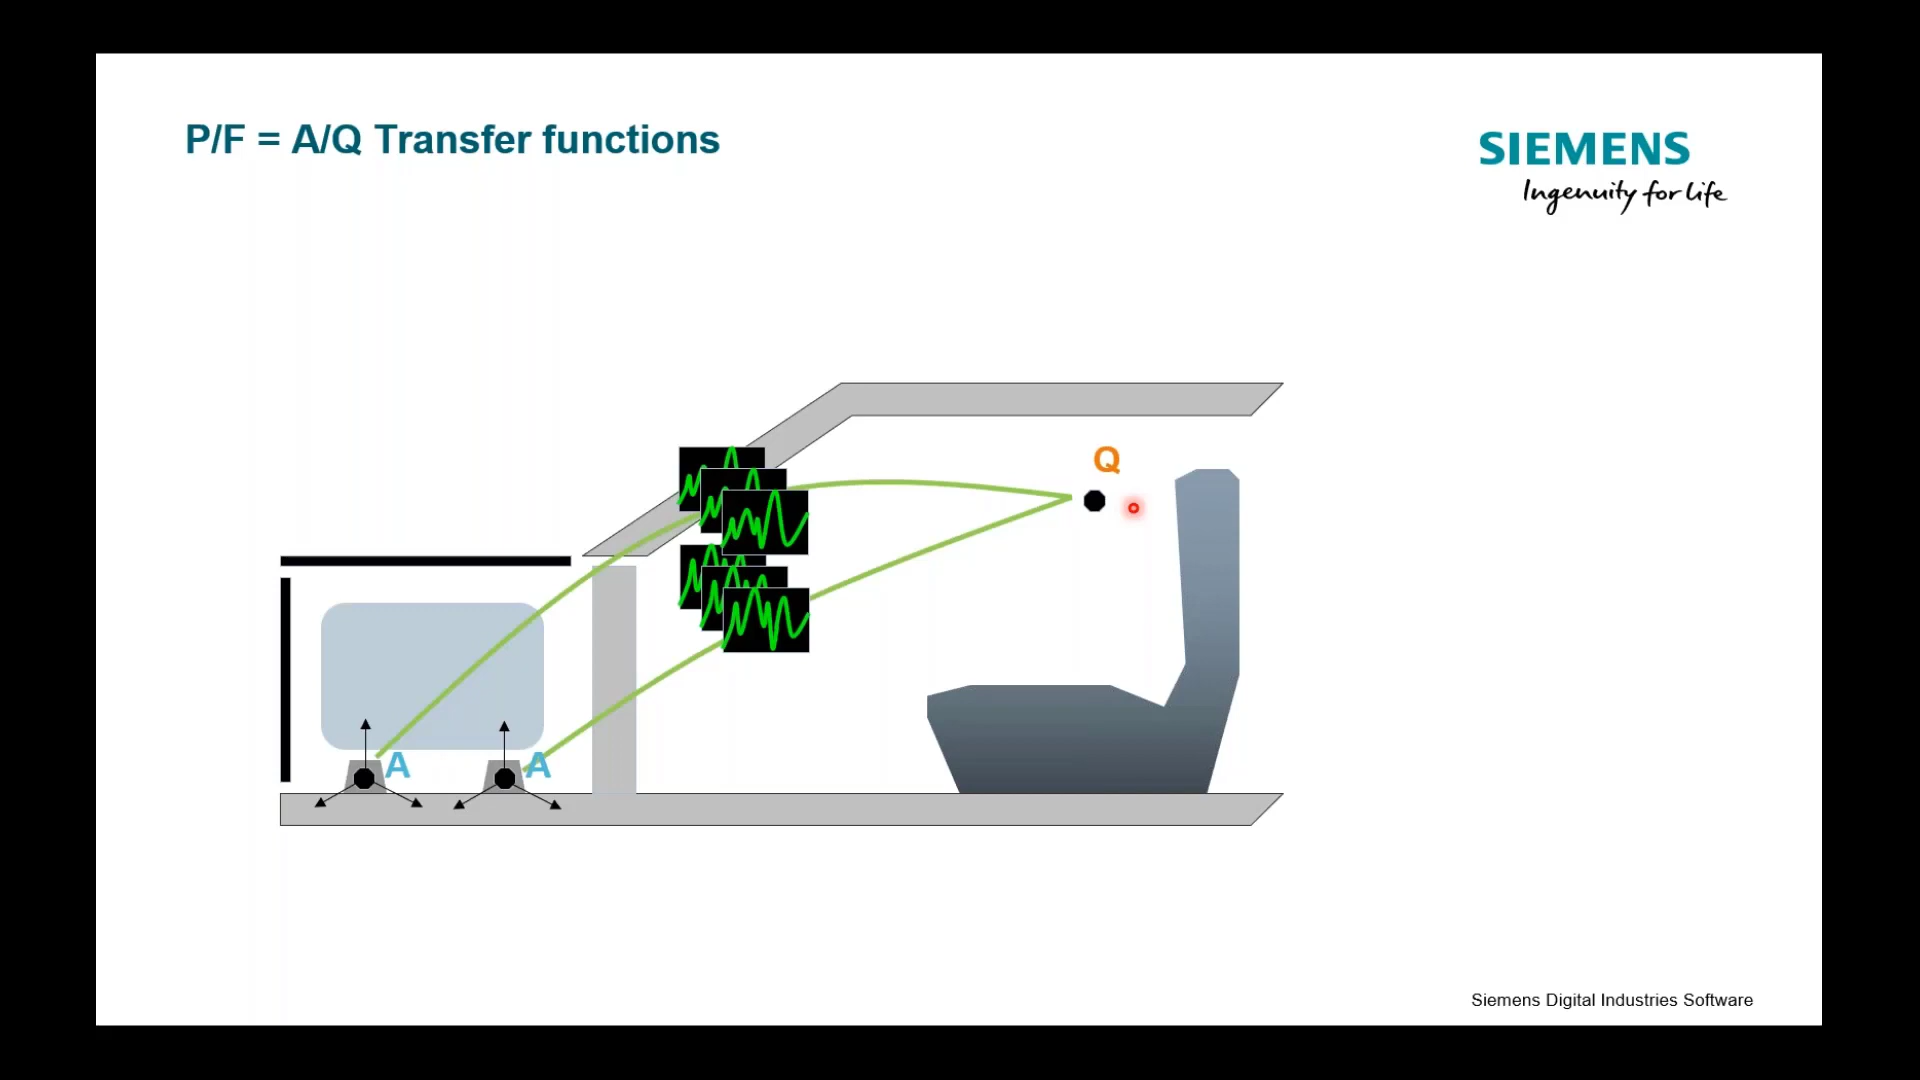 P/F = A/Q Transfer functions
SIEMENS
Ingenuity for life
Q
A
A
Siemens Digital Industries Software